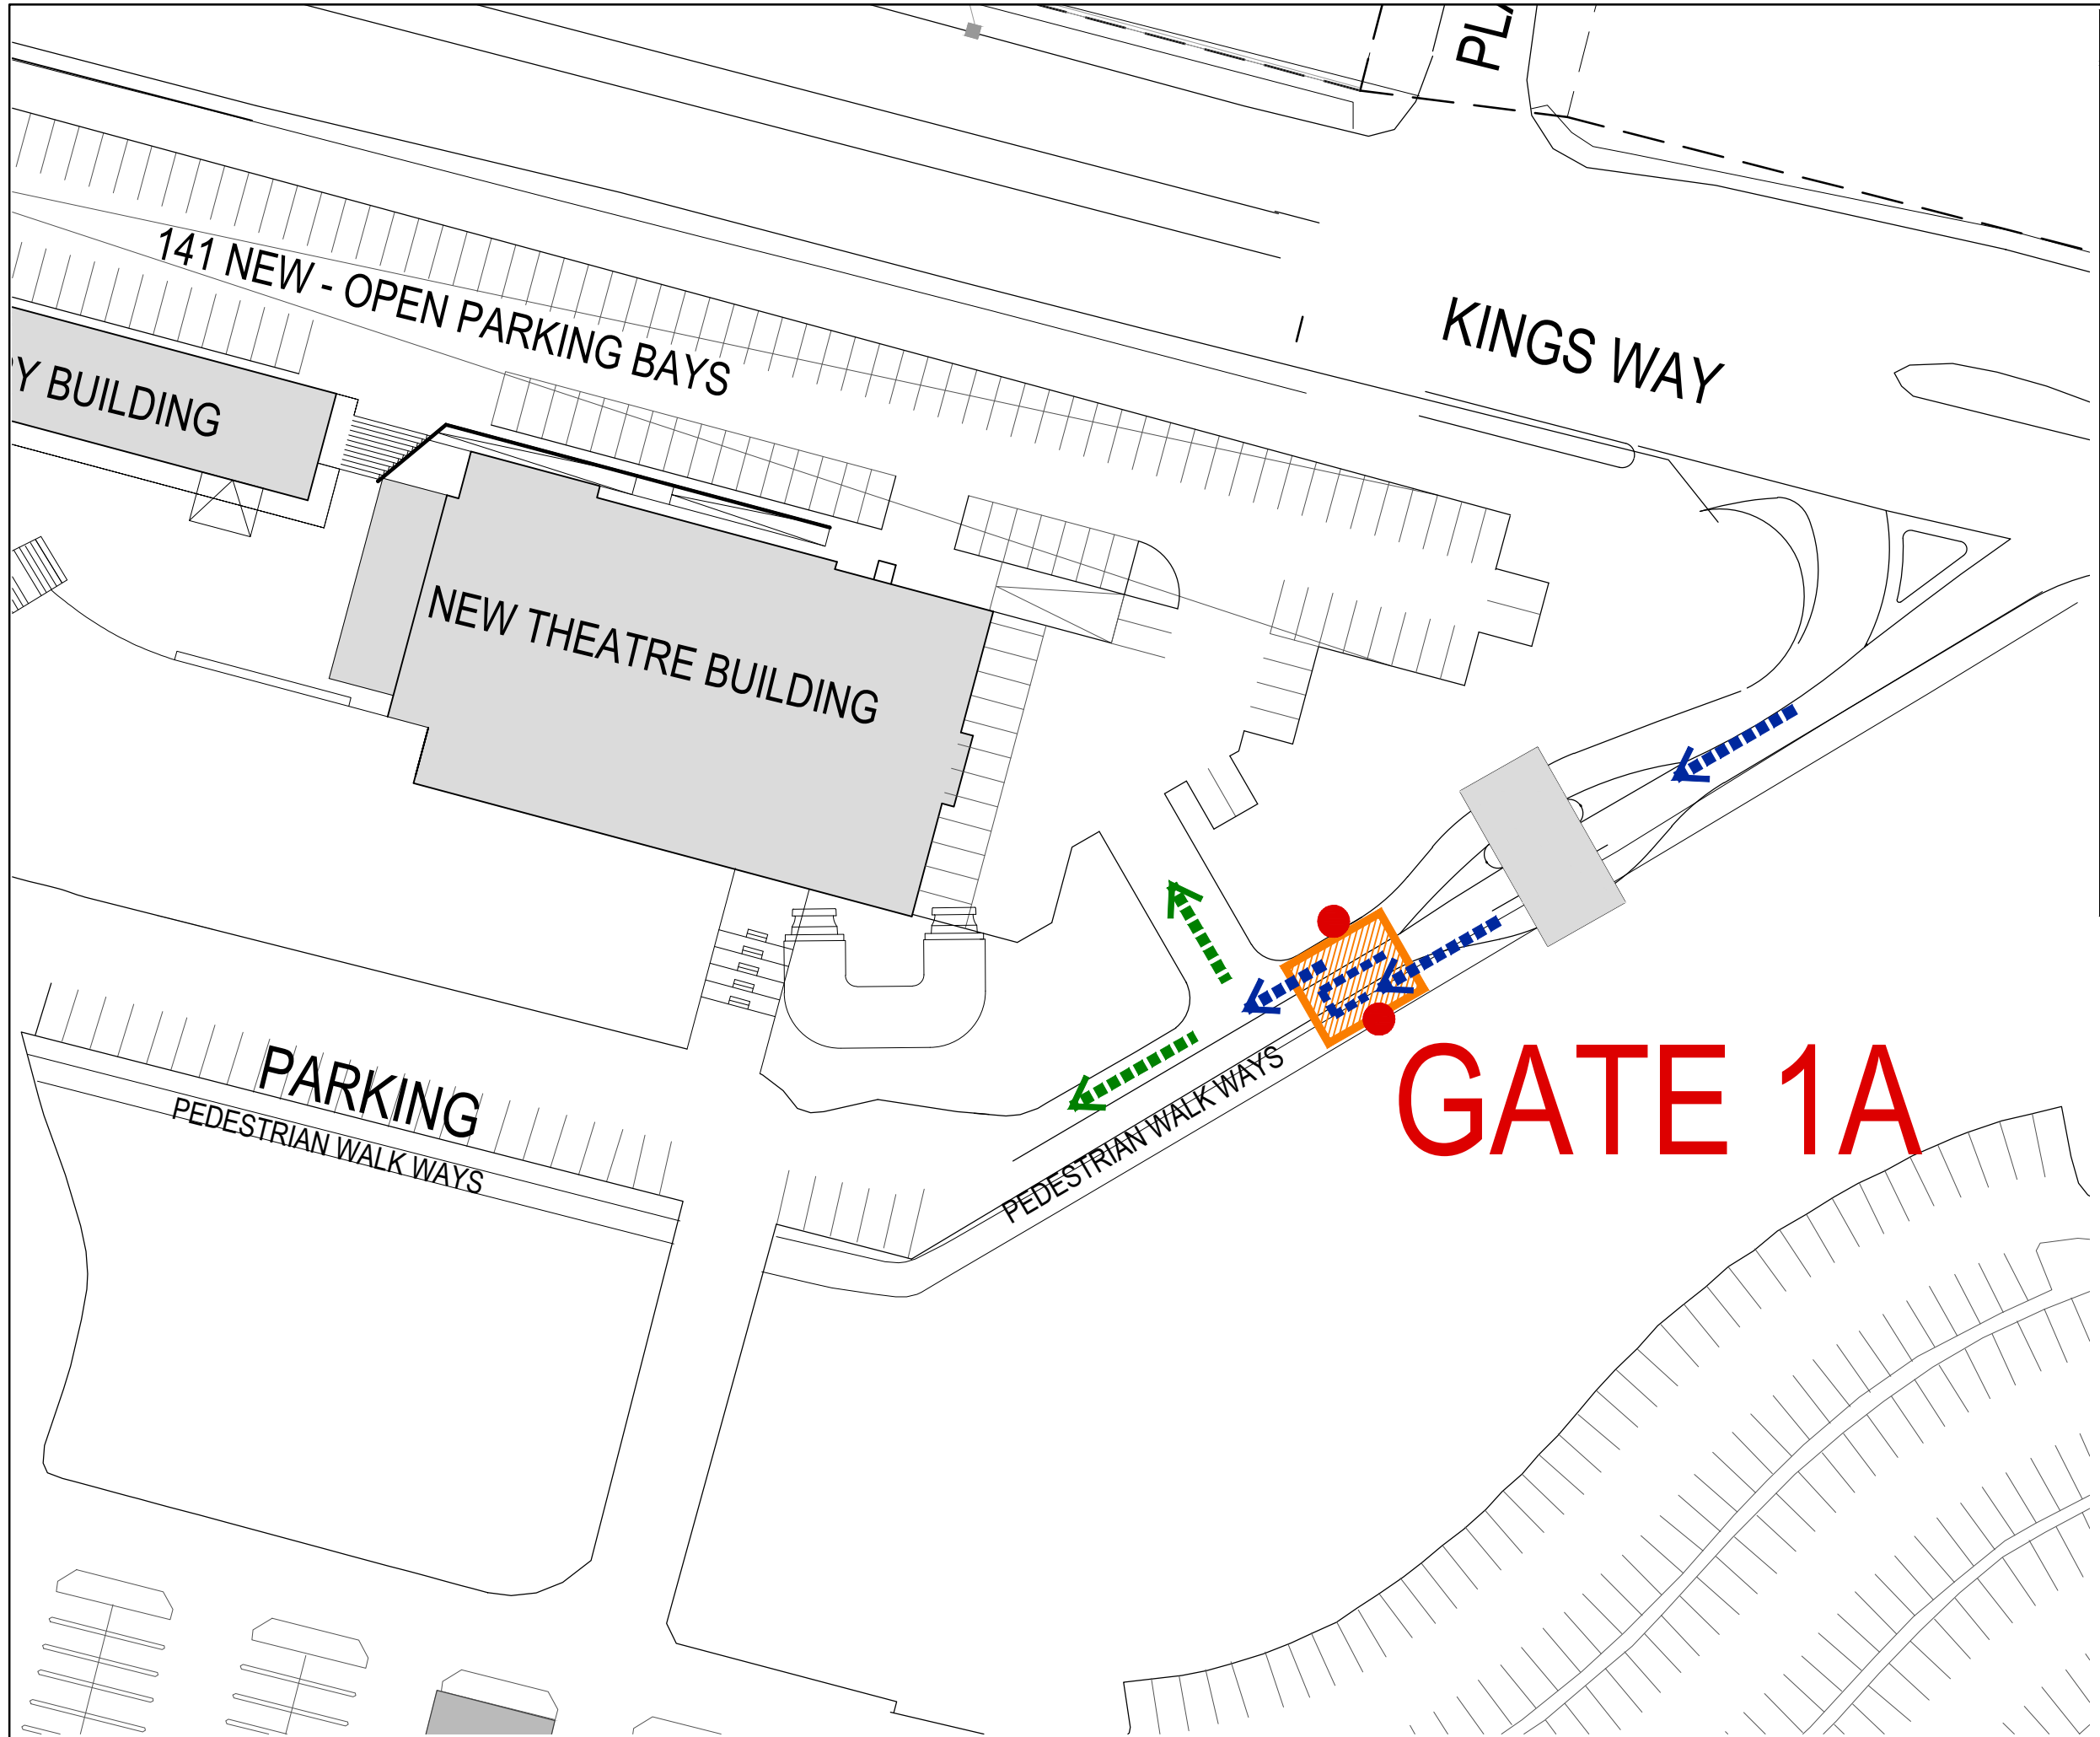 KINGS WAY
141 NEW - OPEN PARKING BAYS
BUILDING
NEW THEATRE BUILDING
GATE 1A
PARKING
PEDESTRIAN WALK WAYS
PEDESTRIAN WALK WAYS